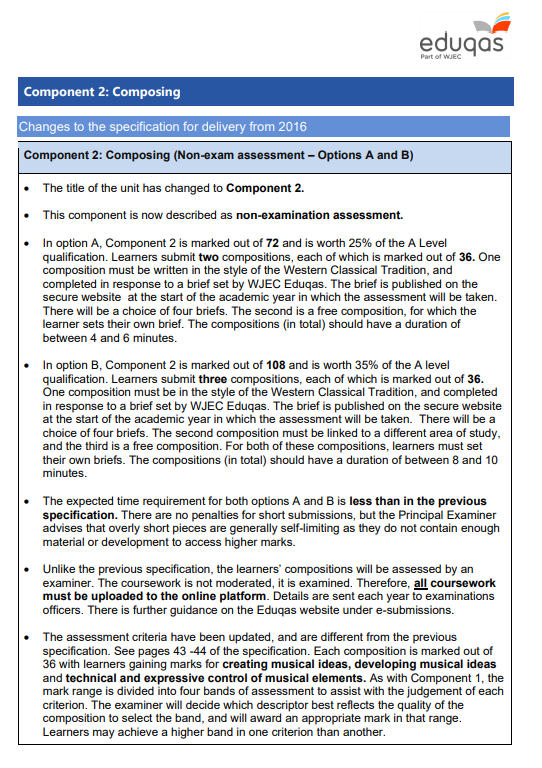 eduqas
Part of WJEC
Component 2: Composing
Changes to the specification for delivery from 2016
Component 2: Composing (Non-exam assessment – Options A and B)
• The title of the unit has changed to Component 2.
• This component is now described as non-examination assessment.
• In option A, Component 2 is marked out of 72 and is worth 25% of the A Level
qualification. Learners submit two compositions, each of which is marked out of 36. One
composition must be written in the style of the Western Classical Tradition, and
completed in response to a brief set by WJEC Eduqas. The brief is published on the
secure website at the start of the academic year in which the assessment will be taken.
There will be a choice of four briefs. The second is a free composition, for which the
learner sets their own brief. The compositions (in total) should have a duration of
between 4 and 6 minutes.
• In option B, Component 2 is marked out of 108 and is worth 35% of the A level
qualification. Learners submit three compositions, each of which is marked out of 36.
One composition must be in the style of the Western Classical Tradition, and completed
in response to a brief set by WJEC Eduqas. The brief is published on the secure website
at the start of the academic year in which the assessment will be taken. There will be a
choice of four briefs. The second composition must be linked to a different area of study,
and the third is a free composition. For both of these compositions, learners must set
their own briefs. The compositions (in total) should have a duration of between 8 and 10
minutes.
• The expected time requirement for both options A and B is less than in the previous
specification. There are no penalties for short submissions, but the Principal Examiner
advises that overly short pieces are generally self-limiting as they do not contain enough
material or development to access higher marks.
• Unlike the previous specification, the learners' compositions will be assessed by an
examiner. The coursework is not moderated, it is examined. Therefore, all coursework
must be uploaded to the online platform. Details are sent each year to examinations
officers. There is further guidance on the Eduqas website under e-submissions.
• The assessment criteria have been updated, and are different from the previous
specification. See pages 43 -44 of the specification. Each composition is marked out of
36 with learners gaining marks for creating musical ideas, developing musical ideas
and technical and expressive control of musical elements. As with Component 1, the
mark range is divided into four bands of assessment to assist with the judgement of each
criterion. The examiner will decide which descriptor best reflects the quality of the
composition to select the band, and will award an appropriate mark in that range.
Learners may achieve a higher band in one criterion than another.